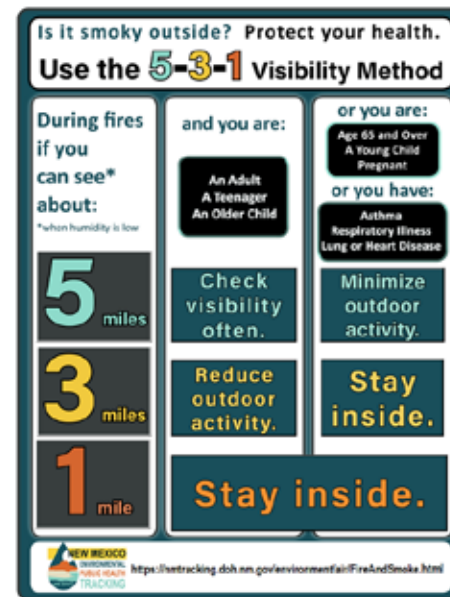 Is it smoky outside? Protect your health.
Use the 5-3-1 Visibility Method
During fires
if you
can see*
about:
*when humidity is low
and you are:
An Adult
A Teenager
An Older Child
or you are:
Age 65 and Over
A Young Child
Pregnant
or you have:
Asthma
Respiratory Illness
Lung or Heart Disease
5 miles
Check
visibility
often.
Minimize
outdoor
activity.
3 miles
Reduce
outdoor
activity.
Stay
inside.
1 mile
Stay inside.
NEW MEXICO
ENVIRONMENTAL
PUBLIC HEALTH
TRACKING
https://nmtracking.doh.nm.gov/environment/air/FireAndSmoke.html